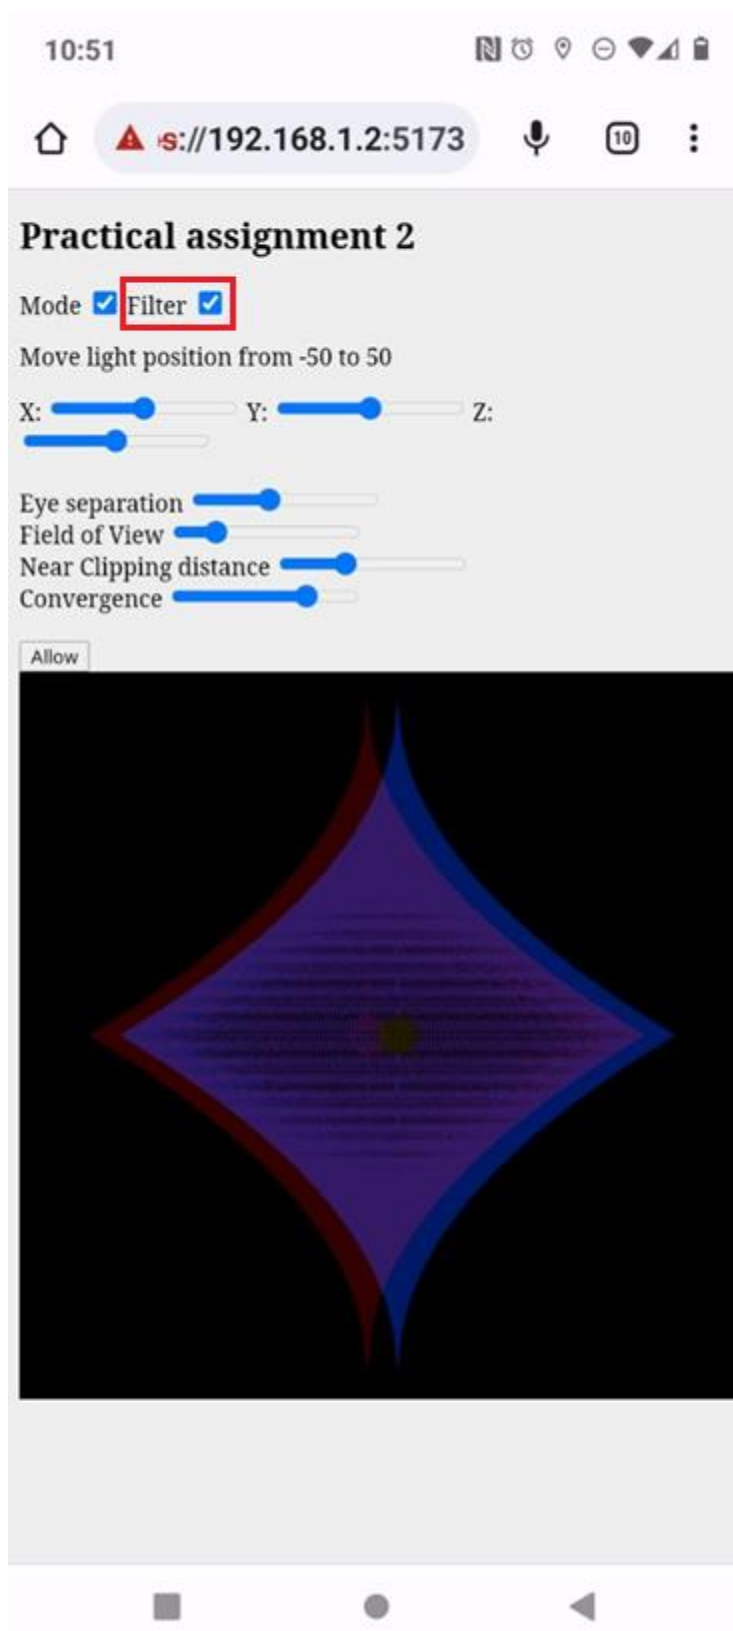 10:51
s://192.168.1.2:5173
10
Practical assignment 2
Mode Filter
Move light position from -50 to 50
X: Y: Z:
Eye separation
Field of View
Near Clipping distance
Convergence
Allow